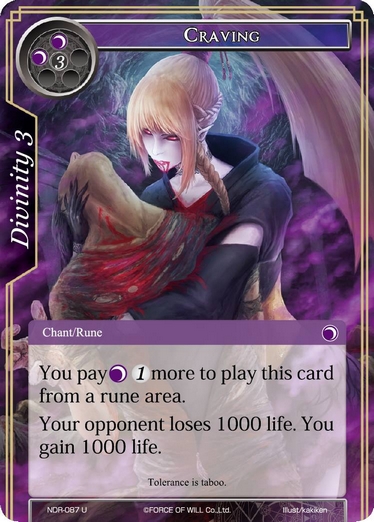 CRAVING
3
Divinity 3
Chant/Rune
You pay 1 more to play this card
from a rune area.
Your opponent loses 1000 life. You
gain 1000 life.
Tolerance is taboo.
NDR-087 U ©FORCE OF WILL Co.,Ltd. Illust/kakiken